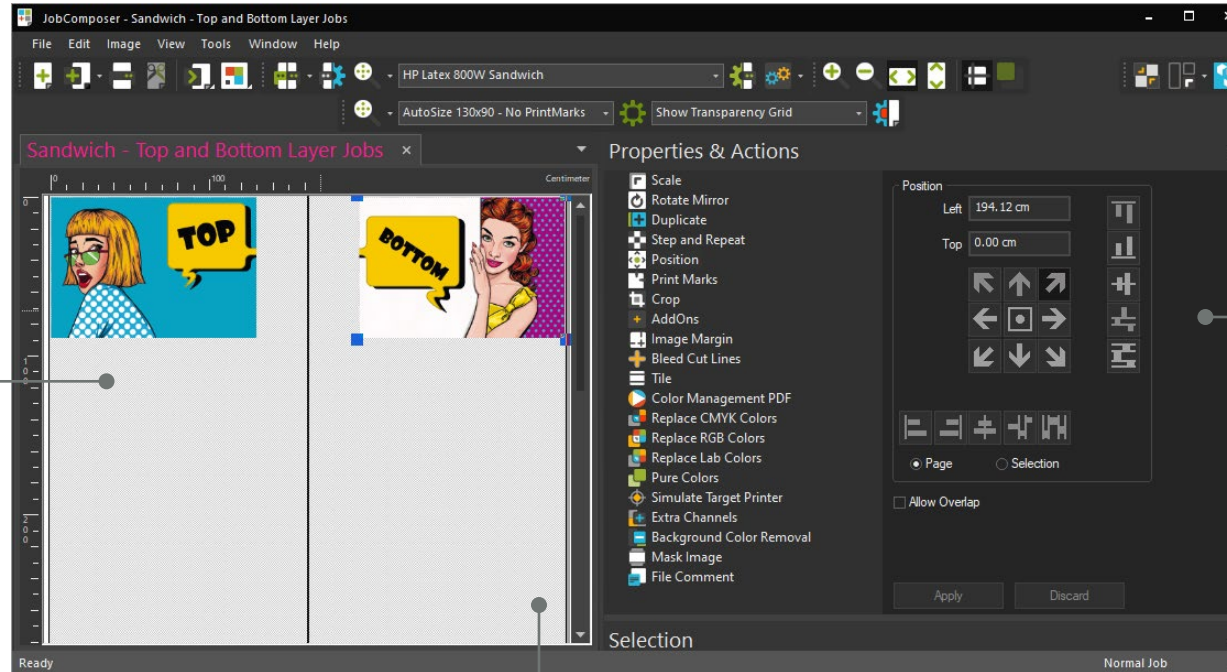 JobComposer - Sandwich - Top and Bottom Layer Jobs
File Edit Image View Tools Window Help
HP Latex 800W Sandwich
AutoSize 130x90 - No PrintMarks
Show Transparency Grid
Sandwich - Top and Bottom Layer Jobs ×
0 100 Centimeter
0
TOP
BOTTOM
100
200
Properties & Actions
Scale
Rotate Mirror
Duplicate
Step and Repeat
Position
Print Marks
Crop
AddOns
Image Margin
Bleed Cut Lines
Tile
Color Management PDF
Replace CMYK Colors
Replace RGB Colors
Replace Lab Colors
Pure Colors
Simulate Target Printer
Extra Channels
Background Color Removal
Mask Image
File Comment
Position
Left 194.12 cm
Top 0.00 cm
Page Selection
Allow Overlap
Apply Discard
Selection
Ready Normal Job